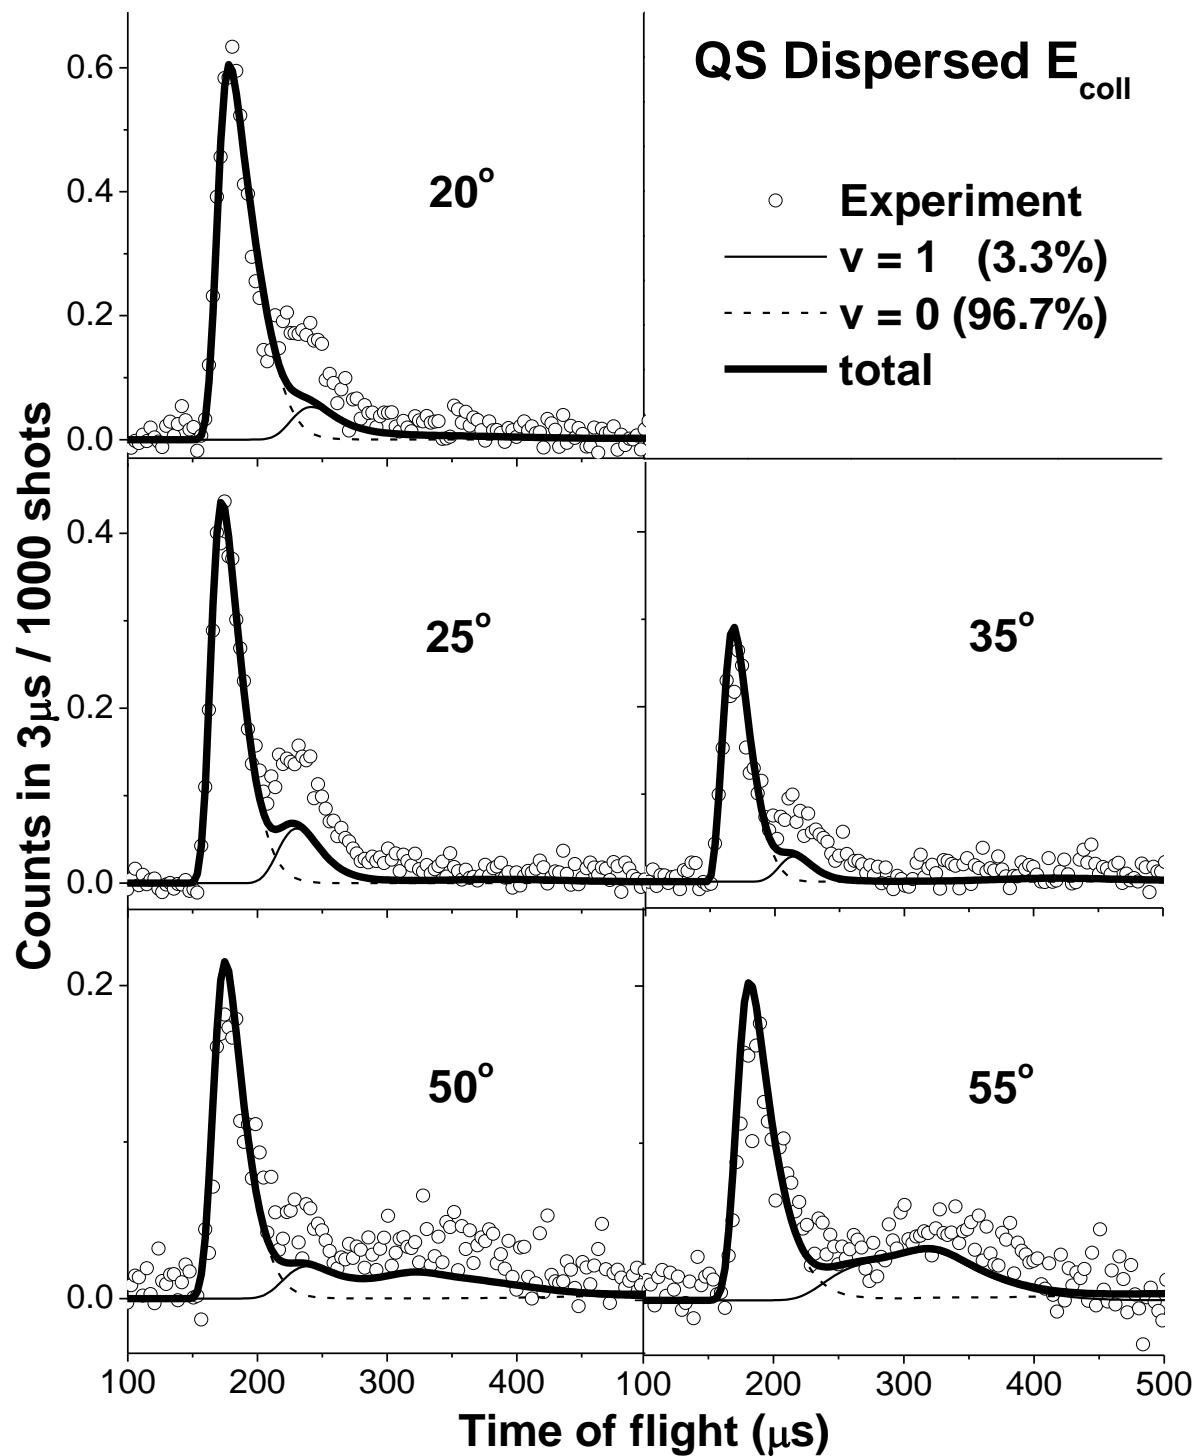 QS Dispersed E_coll
Experiment
v = 1 (3.3%)
v = 0 (96.7%)
total
20°
0.6
0.4
0.2
0.0
25°
35°
0.4
0.2
0.0
50°
55°
0.2
0.0
100 200 300 400 100 200 300 400 500
Time of flight (μs)
Counts in 3μs / 1000 shots